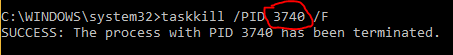 C:\WINDOWS\system32>taskkill /PID 3740 /F
SUCCESS: The process with PID 3740 has been terminated.